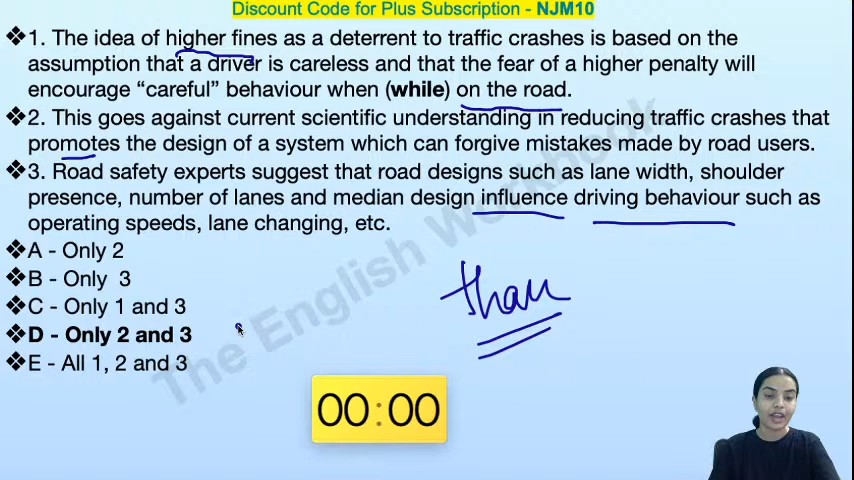 Discount Code for Plus Subscription - NJM10
❖1. The idea of higher fines as a deterrent to traffic crashes is based on the
assumption that a driver is careless and that the fear of a higher penalty will
encourage “careful” behaviour when (while) on the road.
❖2. This goes against current scientific understanding in reducing traffic crashes that
promotes the design of a system which can forgive mistakes made by road users.
❖3. Road safety experts suggest that road designs such as lane width, shoulder
presence, number of lanes and median design influence driving behaviour such as
operating speeds, lane changing, etc.
❖A - Only 2
❖B - Only 3
❖C - Only 1 and 3
❖D - Only 2 and 3
❖E - All 1, 2 and 3
than
The English Workbook
00:00